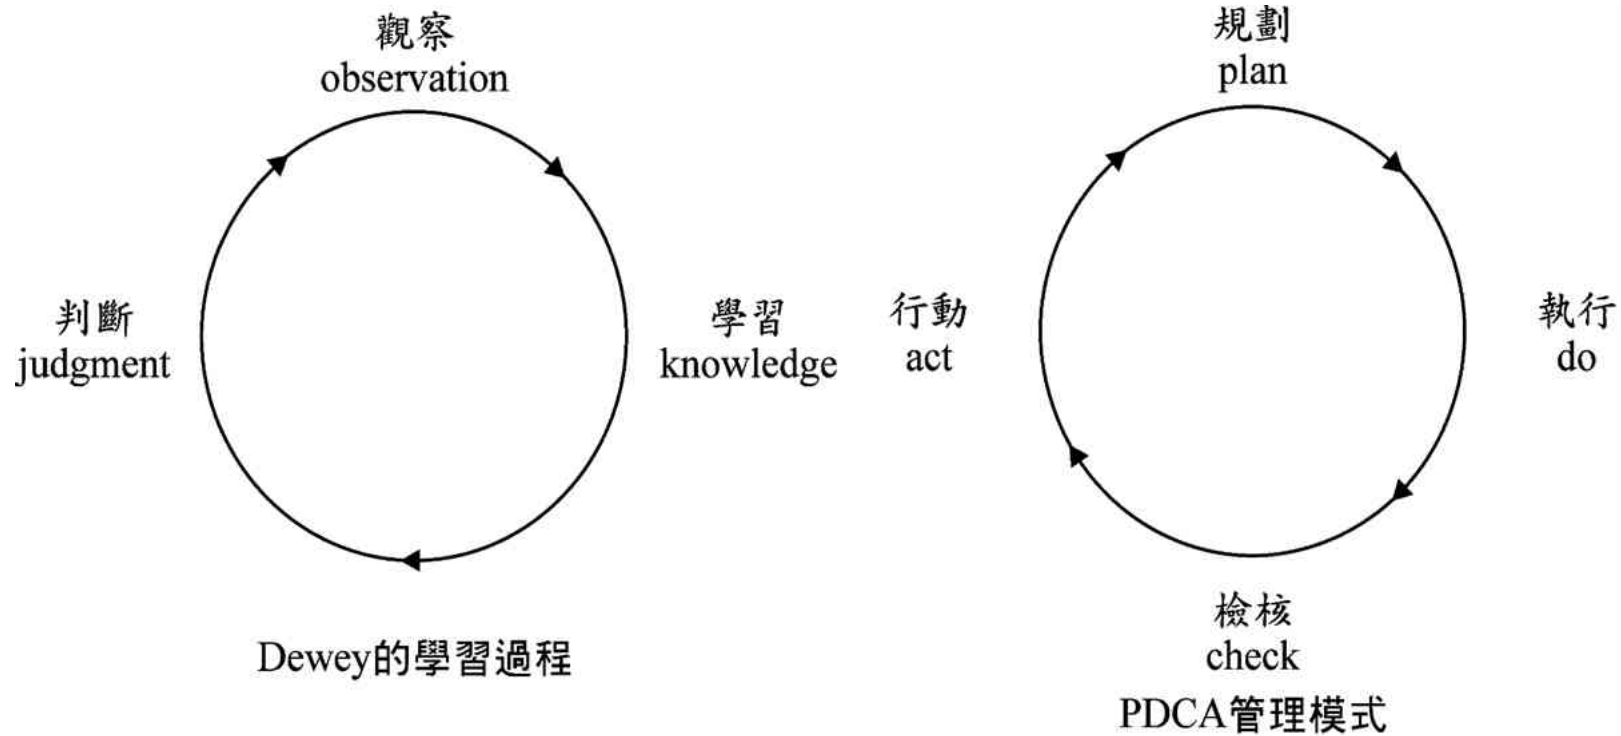 觀察
observation
學習
knowledge
判斷
judgment
Dewey的學習過程
規劃
plan
執行
do
檢核
check
行動
act
PDCA管理模式